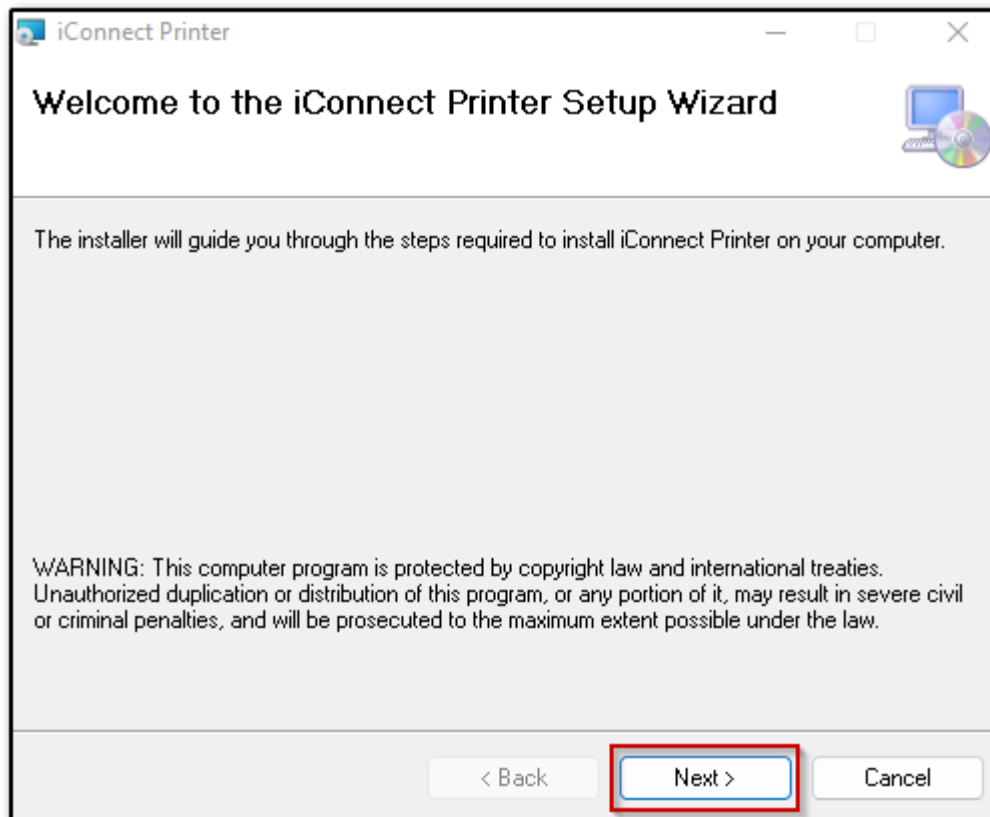 iConnect Printer
Welcome to the iConnect Printer Setup Wizard
The installer will guide you through the steps required to install iConnect Printer on your computer.
WARNING: This computer program is protected by copyright law and international treaties.
Unauthorized duplication or distribution of this program, or any portion of it, may result in severe civil
or criminal penalties, and will be prosecuted to the maximum extent possible under the law.
< Back Next > Cancel